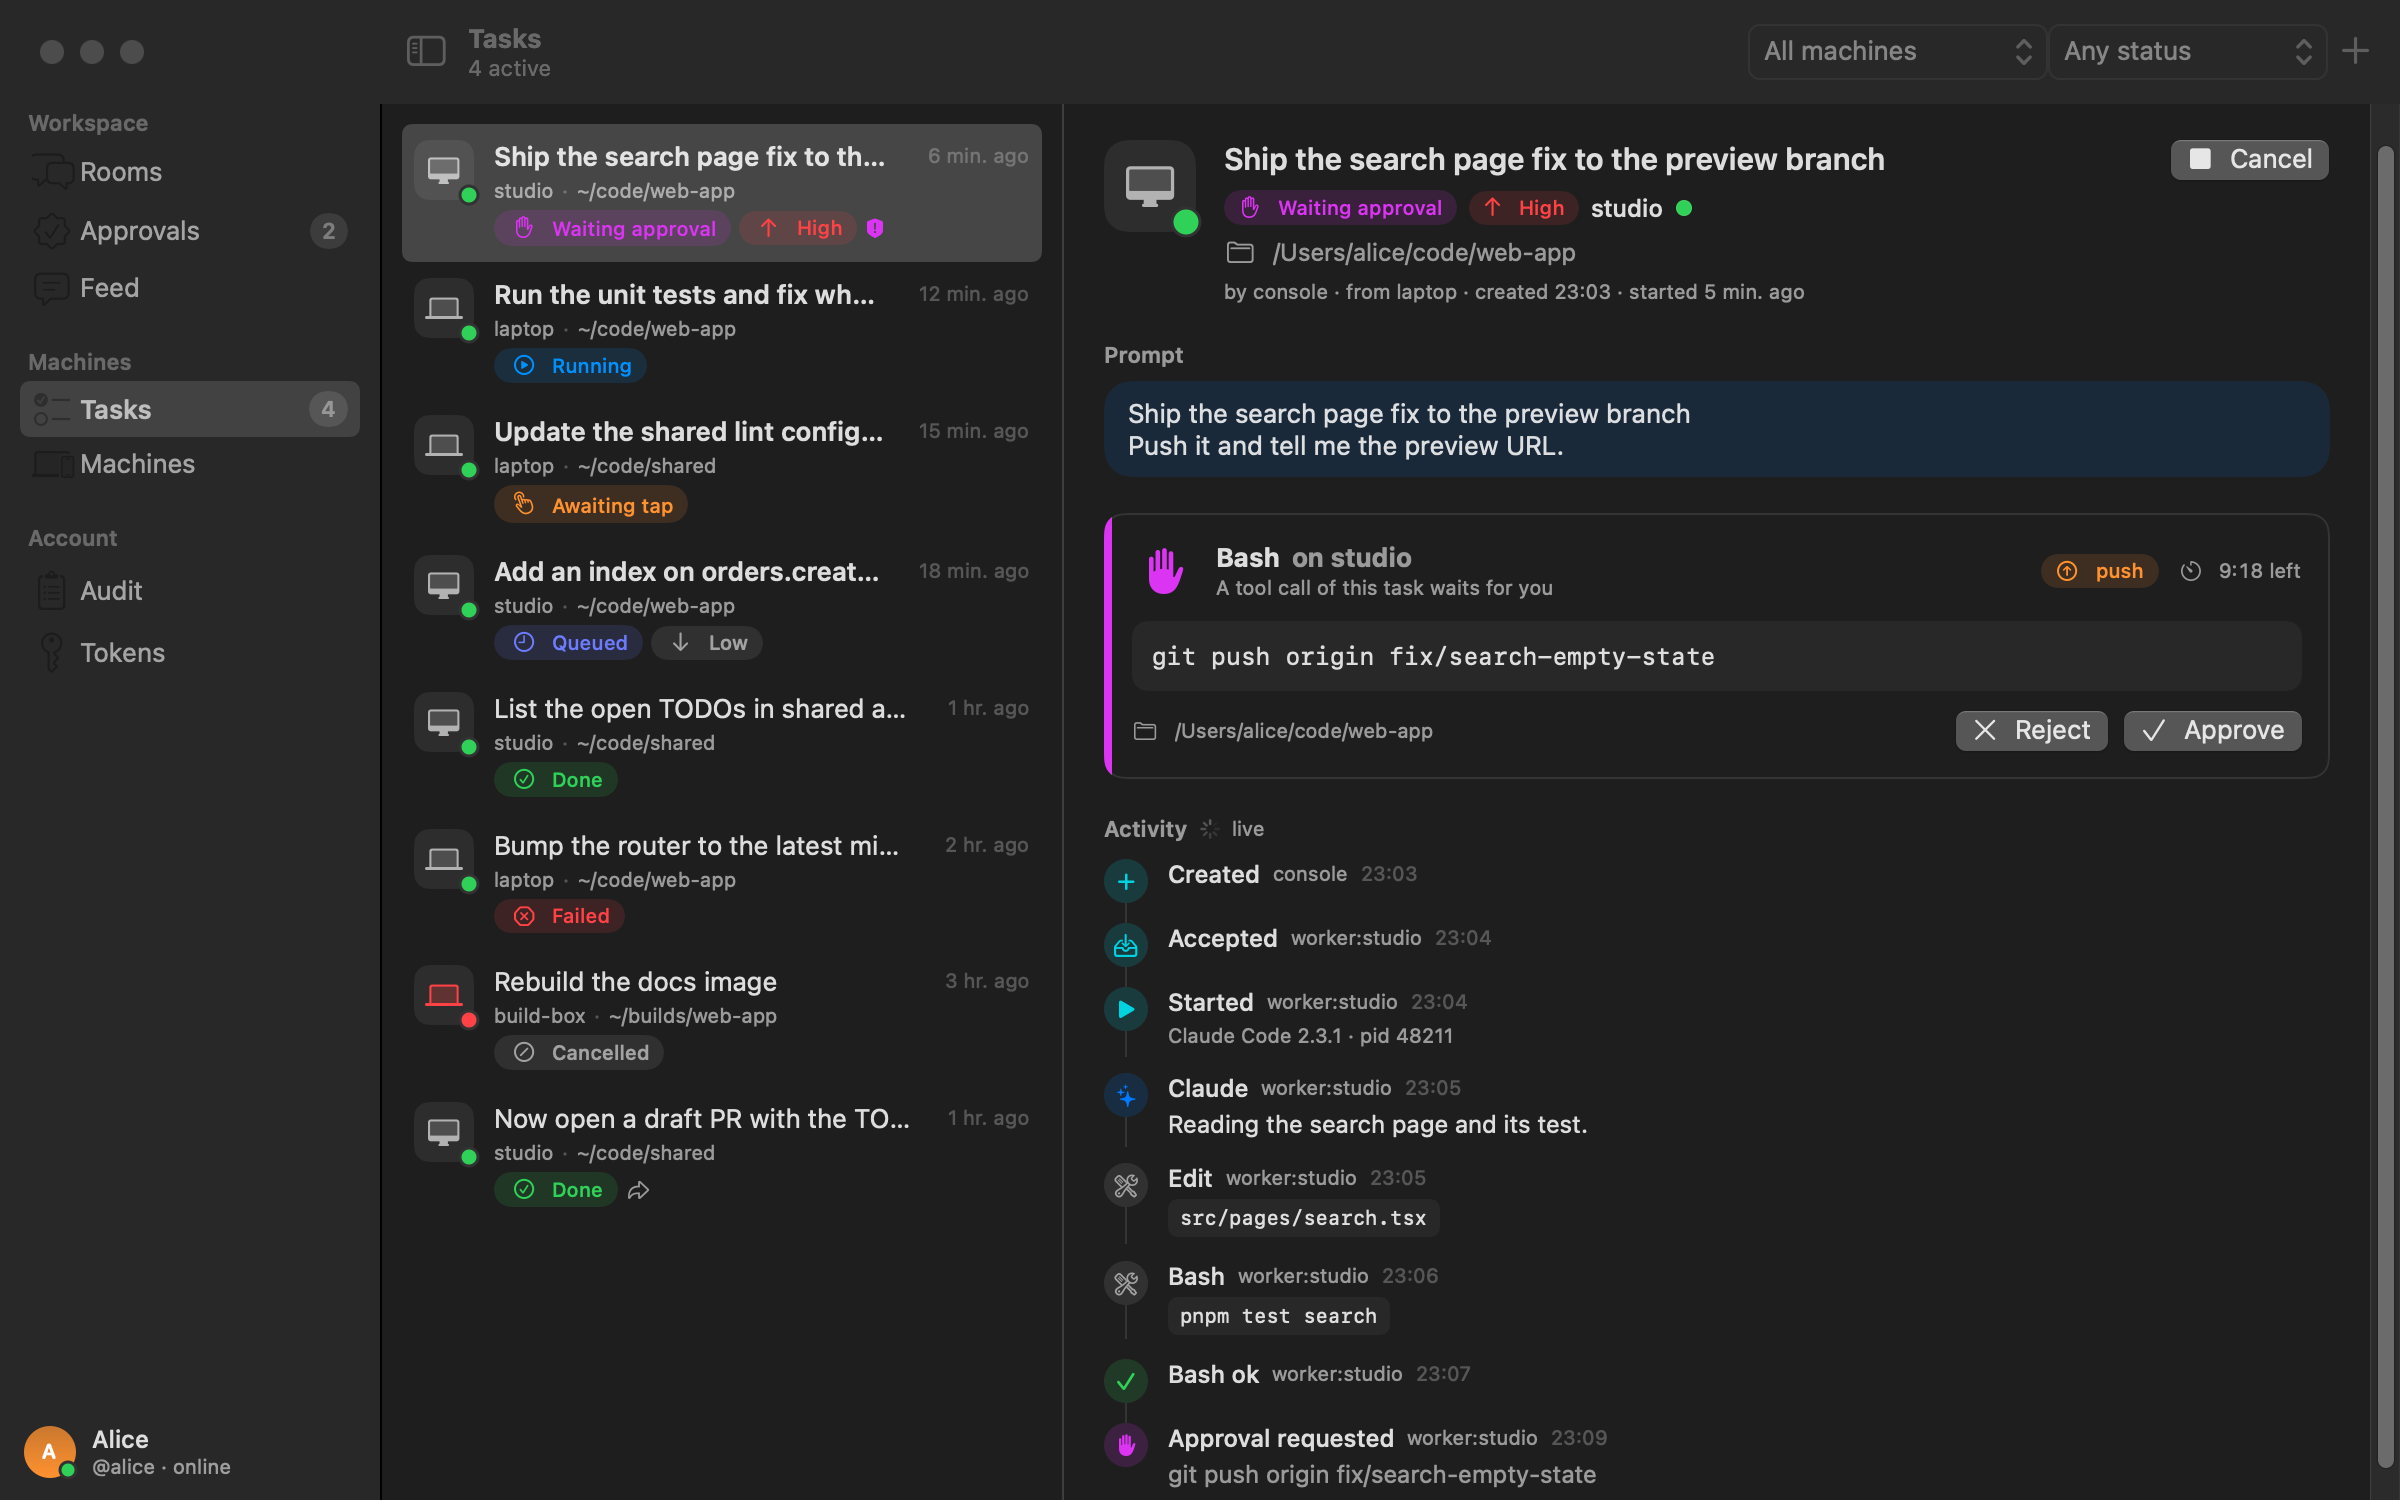 Tasks
4 active
All machines
Any status
Workspace
Rooms
Approvals
2
Feed
Machines
Tasks
4
Machines
Account
Audit
Tokens
A
Alice
@alice · online
Ship the search page fix to th...
6 min. ago
studio · ~/code/web-app
Waiting approval
High
Run the unit tests and fix wh...
12 min. ago
laptop · ~/code/web-app
Running
Update the shared lint config...
15 min. ago
laptop · ~/code/shared
Awaiting tap
Add an index on orders.creat...
18 min. ago
studio · ~/code/web-app
Queued
Low
List the open TODOs in shared a...
1 hr. ago
studio · ~/code/shared
Done
Bump the router to the latest mi...
2 hr. ago
laptop · ~/code/web-app
Failed
Rebuild the docs image
3 hr. ago
build-box · ~/builds/web-app
Cancelled
Now open a draft PR with the TO...
1 hr. ago
studio · ~/code/shared
Done
Ship the search page fix to the preview branch
Cancel
Waiting approval
High
studio
/Users/alice/code/web-app
by console · from laptop · created 23:03 · started 5 min. ago
Prompt
Ship the search page fix to the preview branch
Push it and tell me the preview URL.
Bash on studio
A tool call of this task waits for you
push
9:18 left
git push origin fix/search-empty-state
/Users/alice/code/web-app
Reject
Approve
Activity
live
Created console 23:03
Accepted worker:studio 23:04
Started worker:studio 23:04
Claude Code 2.3.1 · pid 48211
Claude worker:studio 23:05
Reading the search page and its test.
Edit worker:studio 23:05
src/pages/search.tsx
Bash worker:studio 23:06
pnpm test search
Bash ok worker:studio 23:07
Approval requested worker:studio 23:09
git push origin fix/search-empty-state